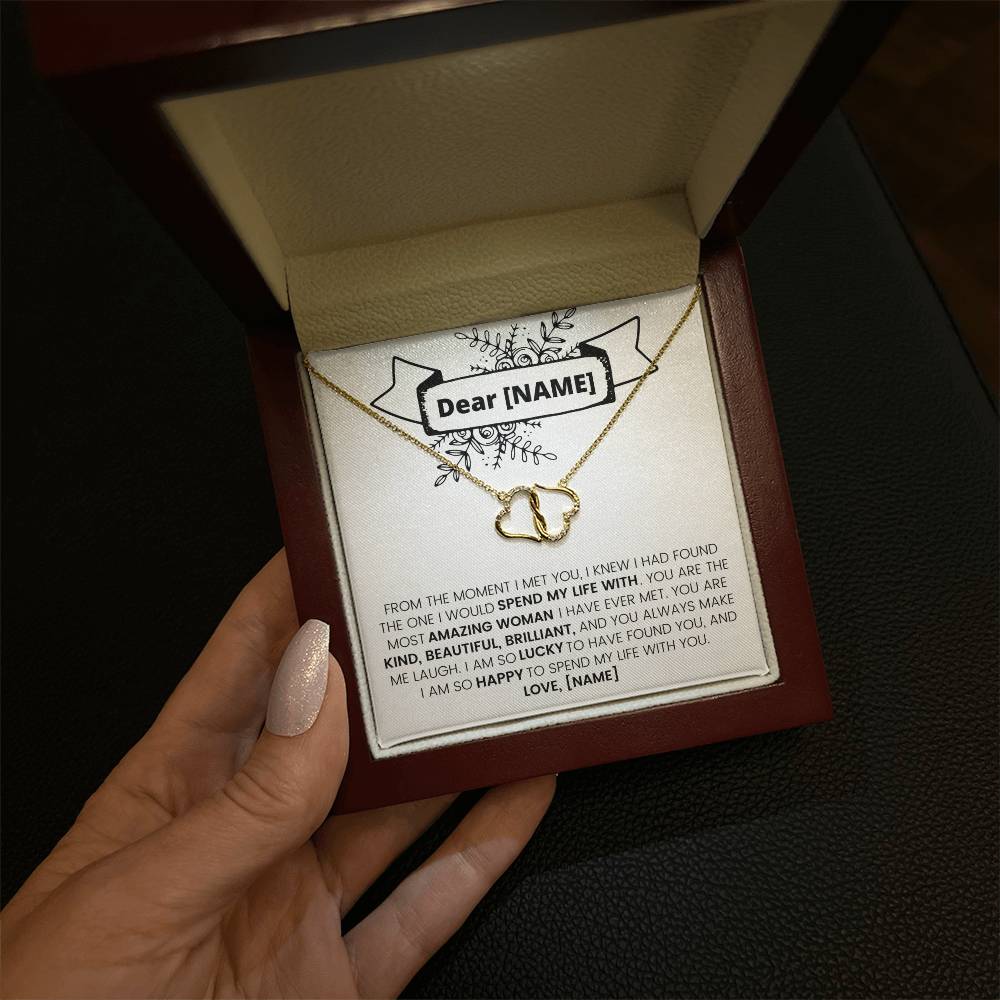 Dear [NAME]
FROM THE MOMENT I MET YOU, I KNEW I HAD FOUND
THE ONE I WOULD SPEND MY LIFE WITH. YOU ARE THE
MOST AMAZING WOMAN I HAVE EVER MET. YOU ARE
KIND, BEAUTIFUL, BRILLIANT, AND YOU ALWAYS MAKE
ME LAUGH. I AM SO LUCKY TO HAVE FOUND YOU, AND
I AM SO HAPPY TO SPEND MY LIFE WITH YOU.
LOVE, [NAME]